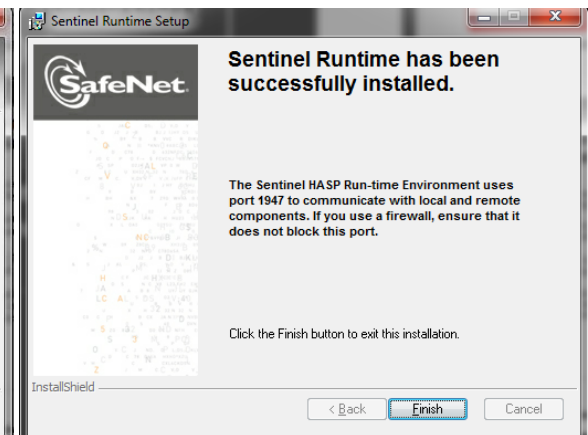 Sentinel Runtime Setup
SafeNet.
Sentinel Runtime has been
successfully installed.
The Sentinel HASP Run-time Environment uses
port 1947 to communicate with local and remote
components. If you use a firewall, ensure that it
does not block this port.
Click the Finish button to exit this installation.
InstallShield
< Back
Finish
Cancel